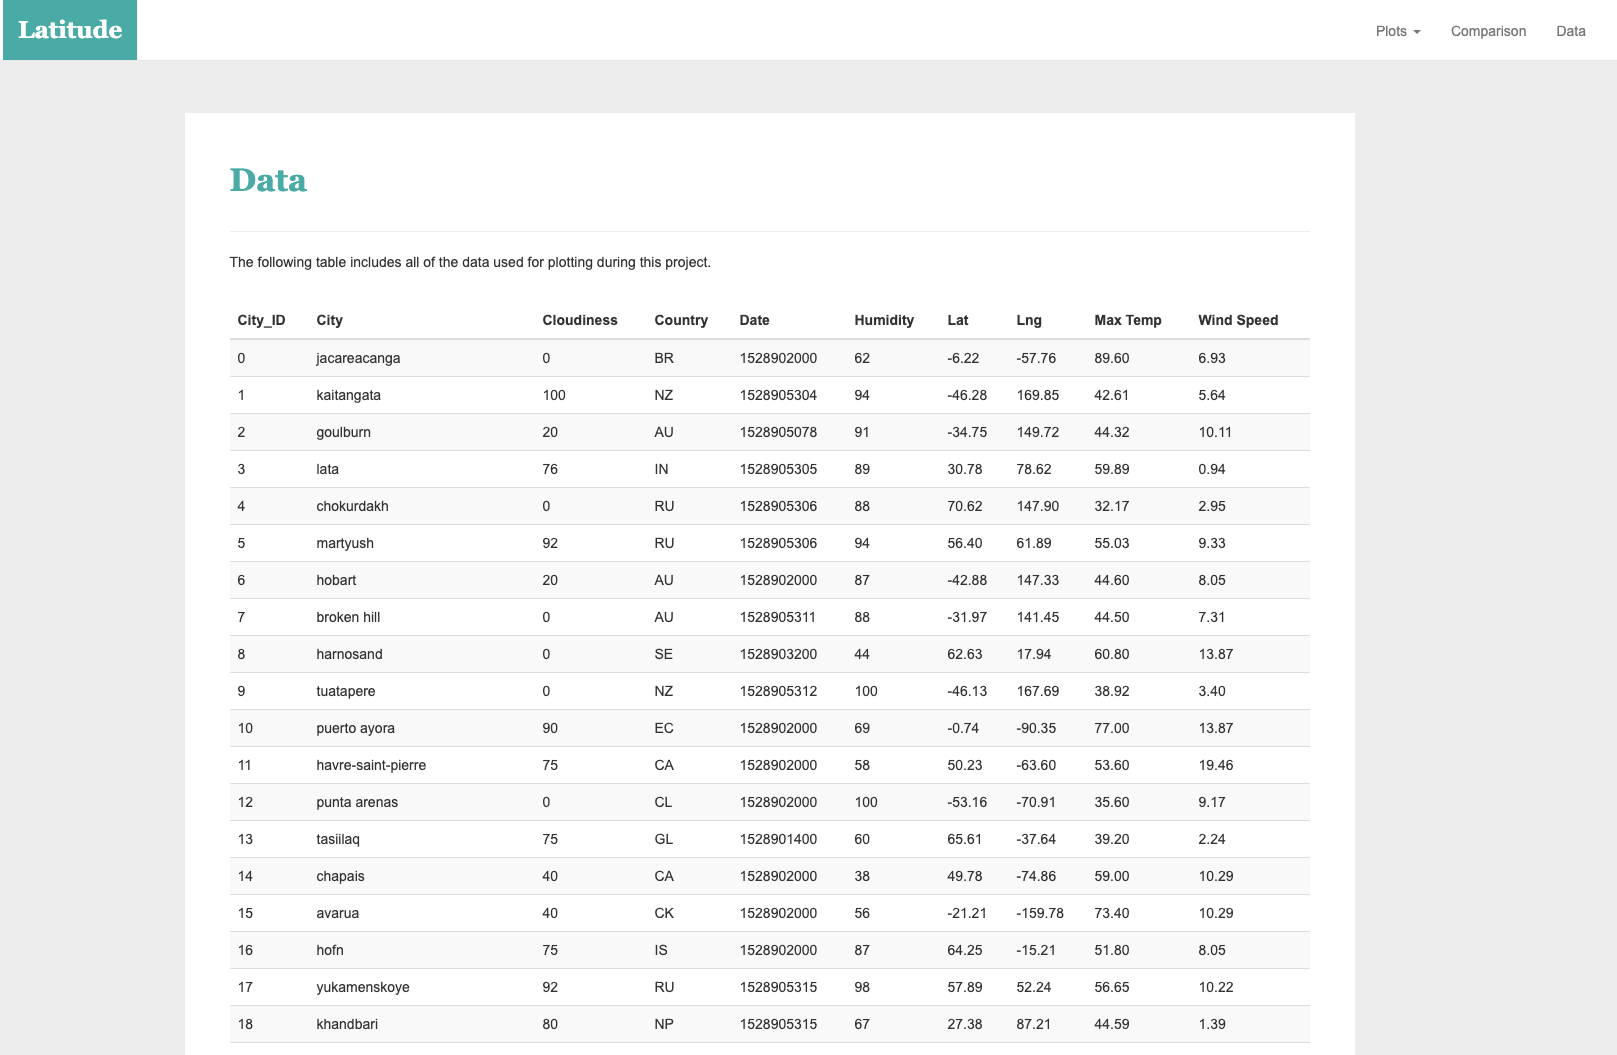 Latitude
Plots Comparison Data
Data
The following table includes all of the data used for plotting during this project.
City_ID City Cloudiness Country Date Humidity Lat Lng Max Temp Wind Speed
0 jacareacanga 0 BR 1528902000 62 -6.22 -57.76 89.60 6.93
1 kaitangata 100 NZ 1528905304 94 -46.28 169.85 42.61 5.64
2 goulburn 20 AU 1528905078 91 -34.75 149.72 44.32 10.11
3 lata 76 IN 1528905305 89 30.78 78.62 59.89 0.94
4 chokurdakh 0 RU 1528905306 88 70.62 147.90 32.17 2.95
5 martyush 92 RU 1528905306 94 56.40 61.89 55.03 9.33
6 hobart 20 AU 1528902000 87 -42.88 147.33 44.60 8.05
7 broken hill 0 AU 1528905311 88 -31.97 141.45 44.50 7.31
8 harnosand 0 SE 1528903200 44 62.63 17.94 60.80 13.87
9 tuatapere 0 NZ 1528905312 100 -46.13 167.69 38.92 3.40
10 puerto ayora 90 EC 1528902000 69 -0.74 -90.35 77.00 13.87
11 havre-saint-pierre 75 CA 1528902000 58 50.23 -63.60 53.60 19.46
12 punta arenas 0 CL 1528902000 100 -53.16 -70.91 35.60 9.17
13 tasiilaq 75 GL 1528901400 60 65.61 -37.64 39.20 2.24
14 chapais 40 CA 1528902000 38 49.78 -74.86 59.00 10.29
15 avarua 40 CK 1528902000 56 -21.21 -159.78 73.40 10.29
16 hofn 75 IS 1528902000 87 64.25 -15.21 51.80 8.05
17 yukamenskoye 92 RU 1528905315 98 57.89 52.24 56.65 10.22
18 khandbari 80 NP 1528905315 67 27.38 87.21 44.59 1.39